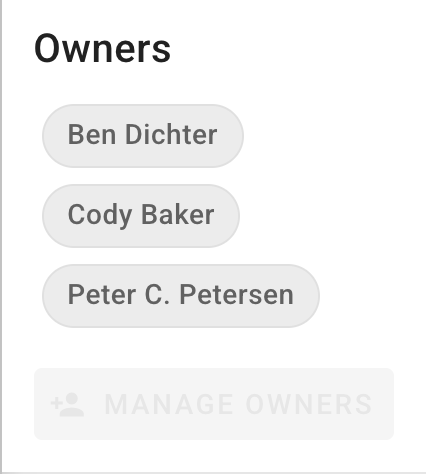 Owners
Ben Dichter
Cody Baker
Peter C. Petersen
MANAGE OWNERS